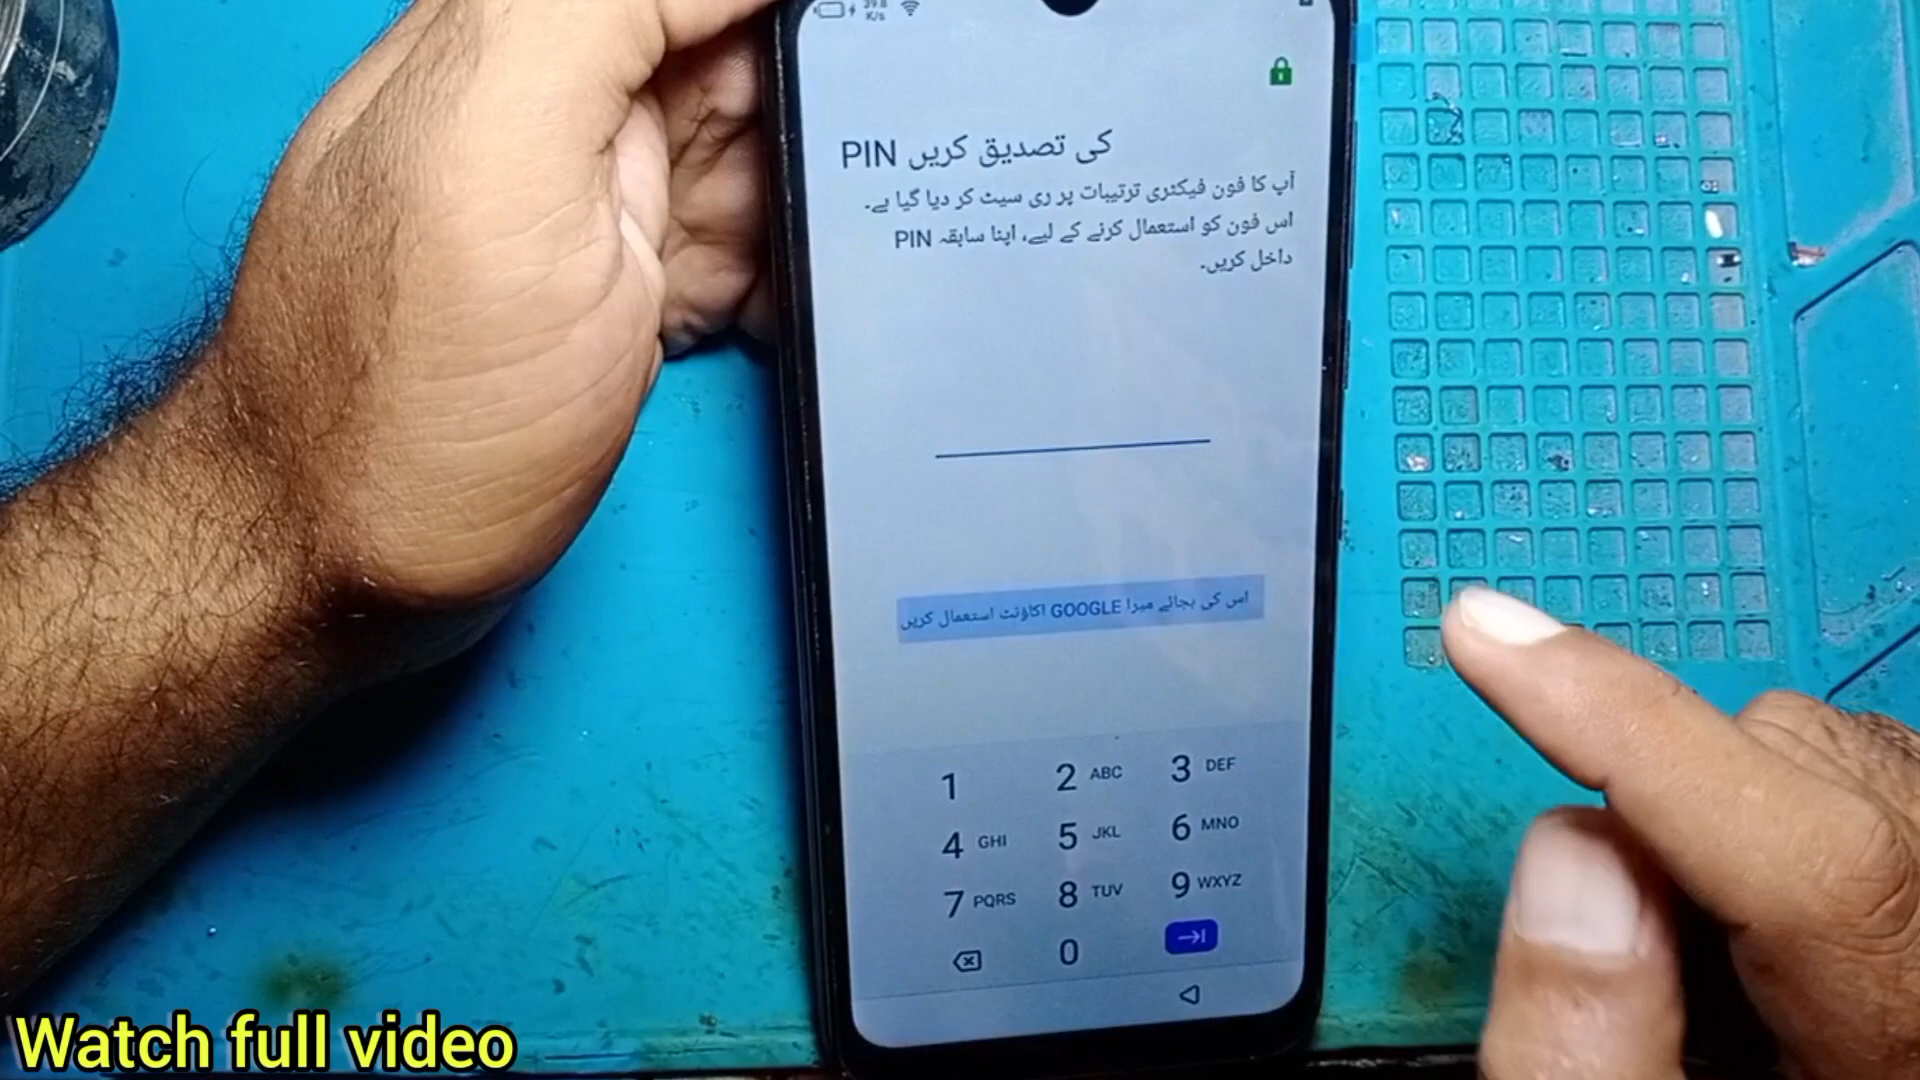 39.8
K/s
PIN کی تصدیق کریں
آپ کا فون فیکٹری ترتیبات پر ری سیٹ کر دیا گیا ہے۔
اس فون کو استعمال کرنے کے لیے، اپنا سابقہ PIN
داخل کریں۔
اس کی بجائے میرا GOOGLE اکاؤنٹ استعمال کریں
1 2 ABC 3 DEF
4 GHI 5 JKL 6 MNO
7 PQRS 8 TUV 9 WXYZ
0
Watch full video